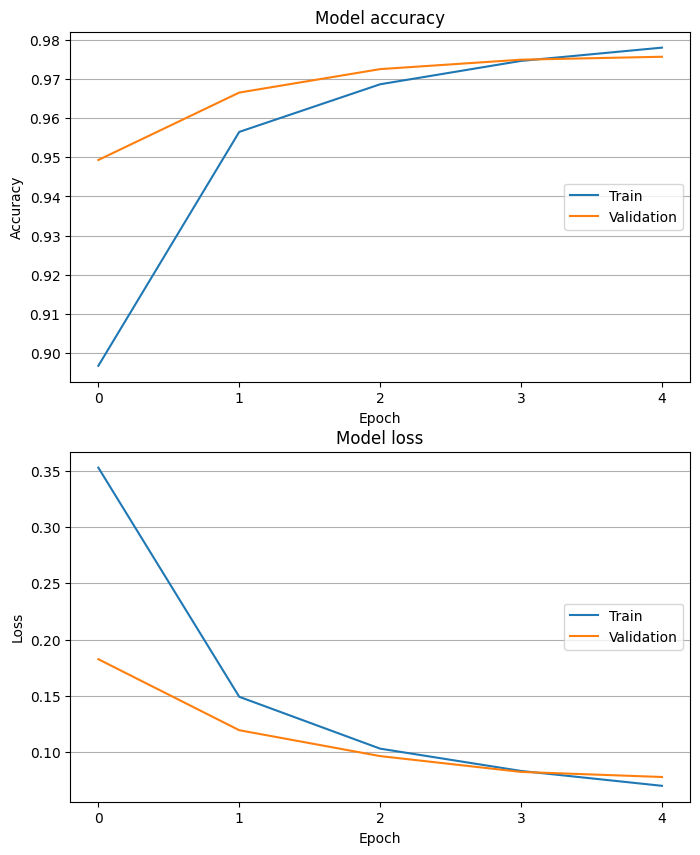 Model accuracy
0.98
0.97
0.96
0.95
0.94
0.93
0.92
0.91
0.90
Accuracy
Train
Validation
0 1 2 3 4
Epoch
Model loss
0.35
0.30
0.25
0.20
0.15
0.10
Loss
Train
Validation
0 1 2 3 4
Epoch